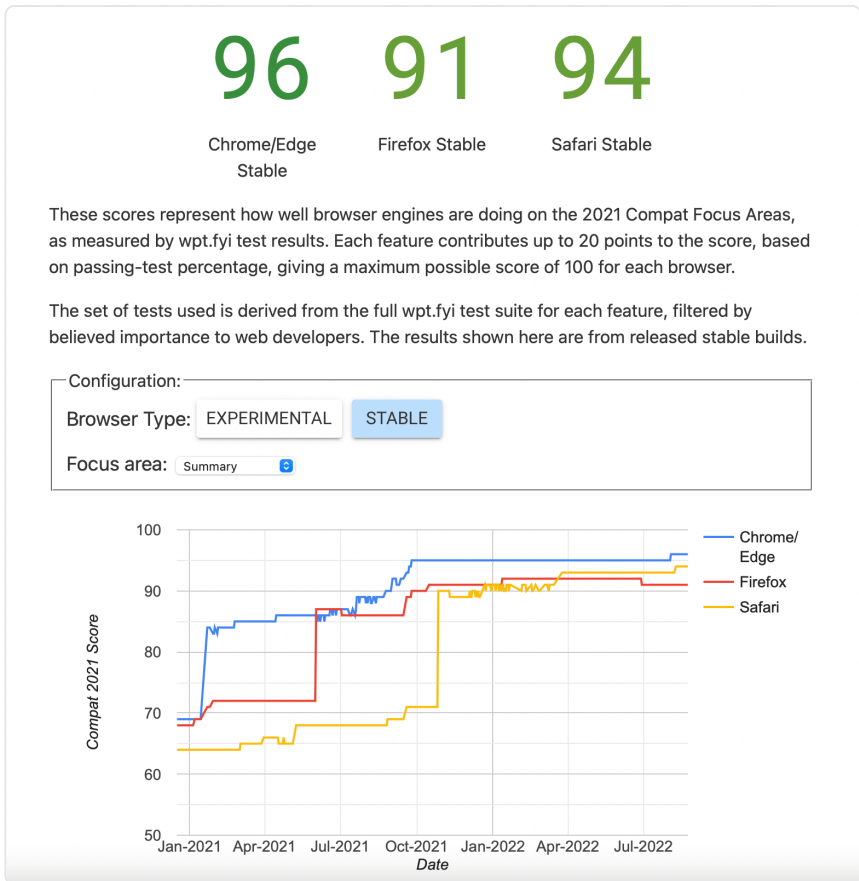 96 91 94
Chrome/Edge Stable Firefox Stable Safari Stable
These scores represent how well browser engines are doing on the 2021 Compat Focus Areas,
as measured by wpt.fyi test results. Each feature contributes up to 20 points to the score, based
on passing-test percentage, giving a maximum possible score of 100 for each browser.
The set of tests used is derived from the full wpt.fyi test suite for each feature, filtered by
believed importance to web developers. The results shown here are from released stable builds.
Configuration:
Browser Type: EXPERIMENTAL STABLE
Focus area: Summary
100
90
80
70
60
50
Compat 2021 Score
Chrome/
Edge
Firefox
Safari
Jan-2021 Apr-2021 Jul-2021 Oct-2021 Jan-2022 Apr-2022 Jul-2022
Date